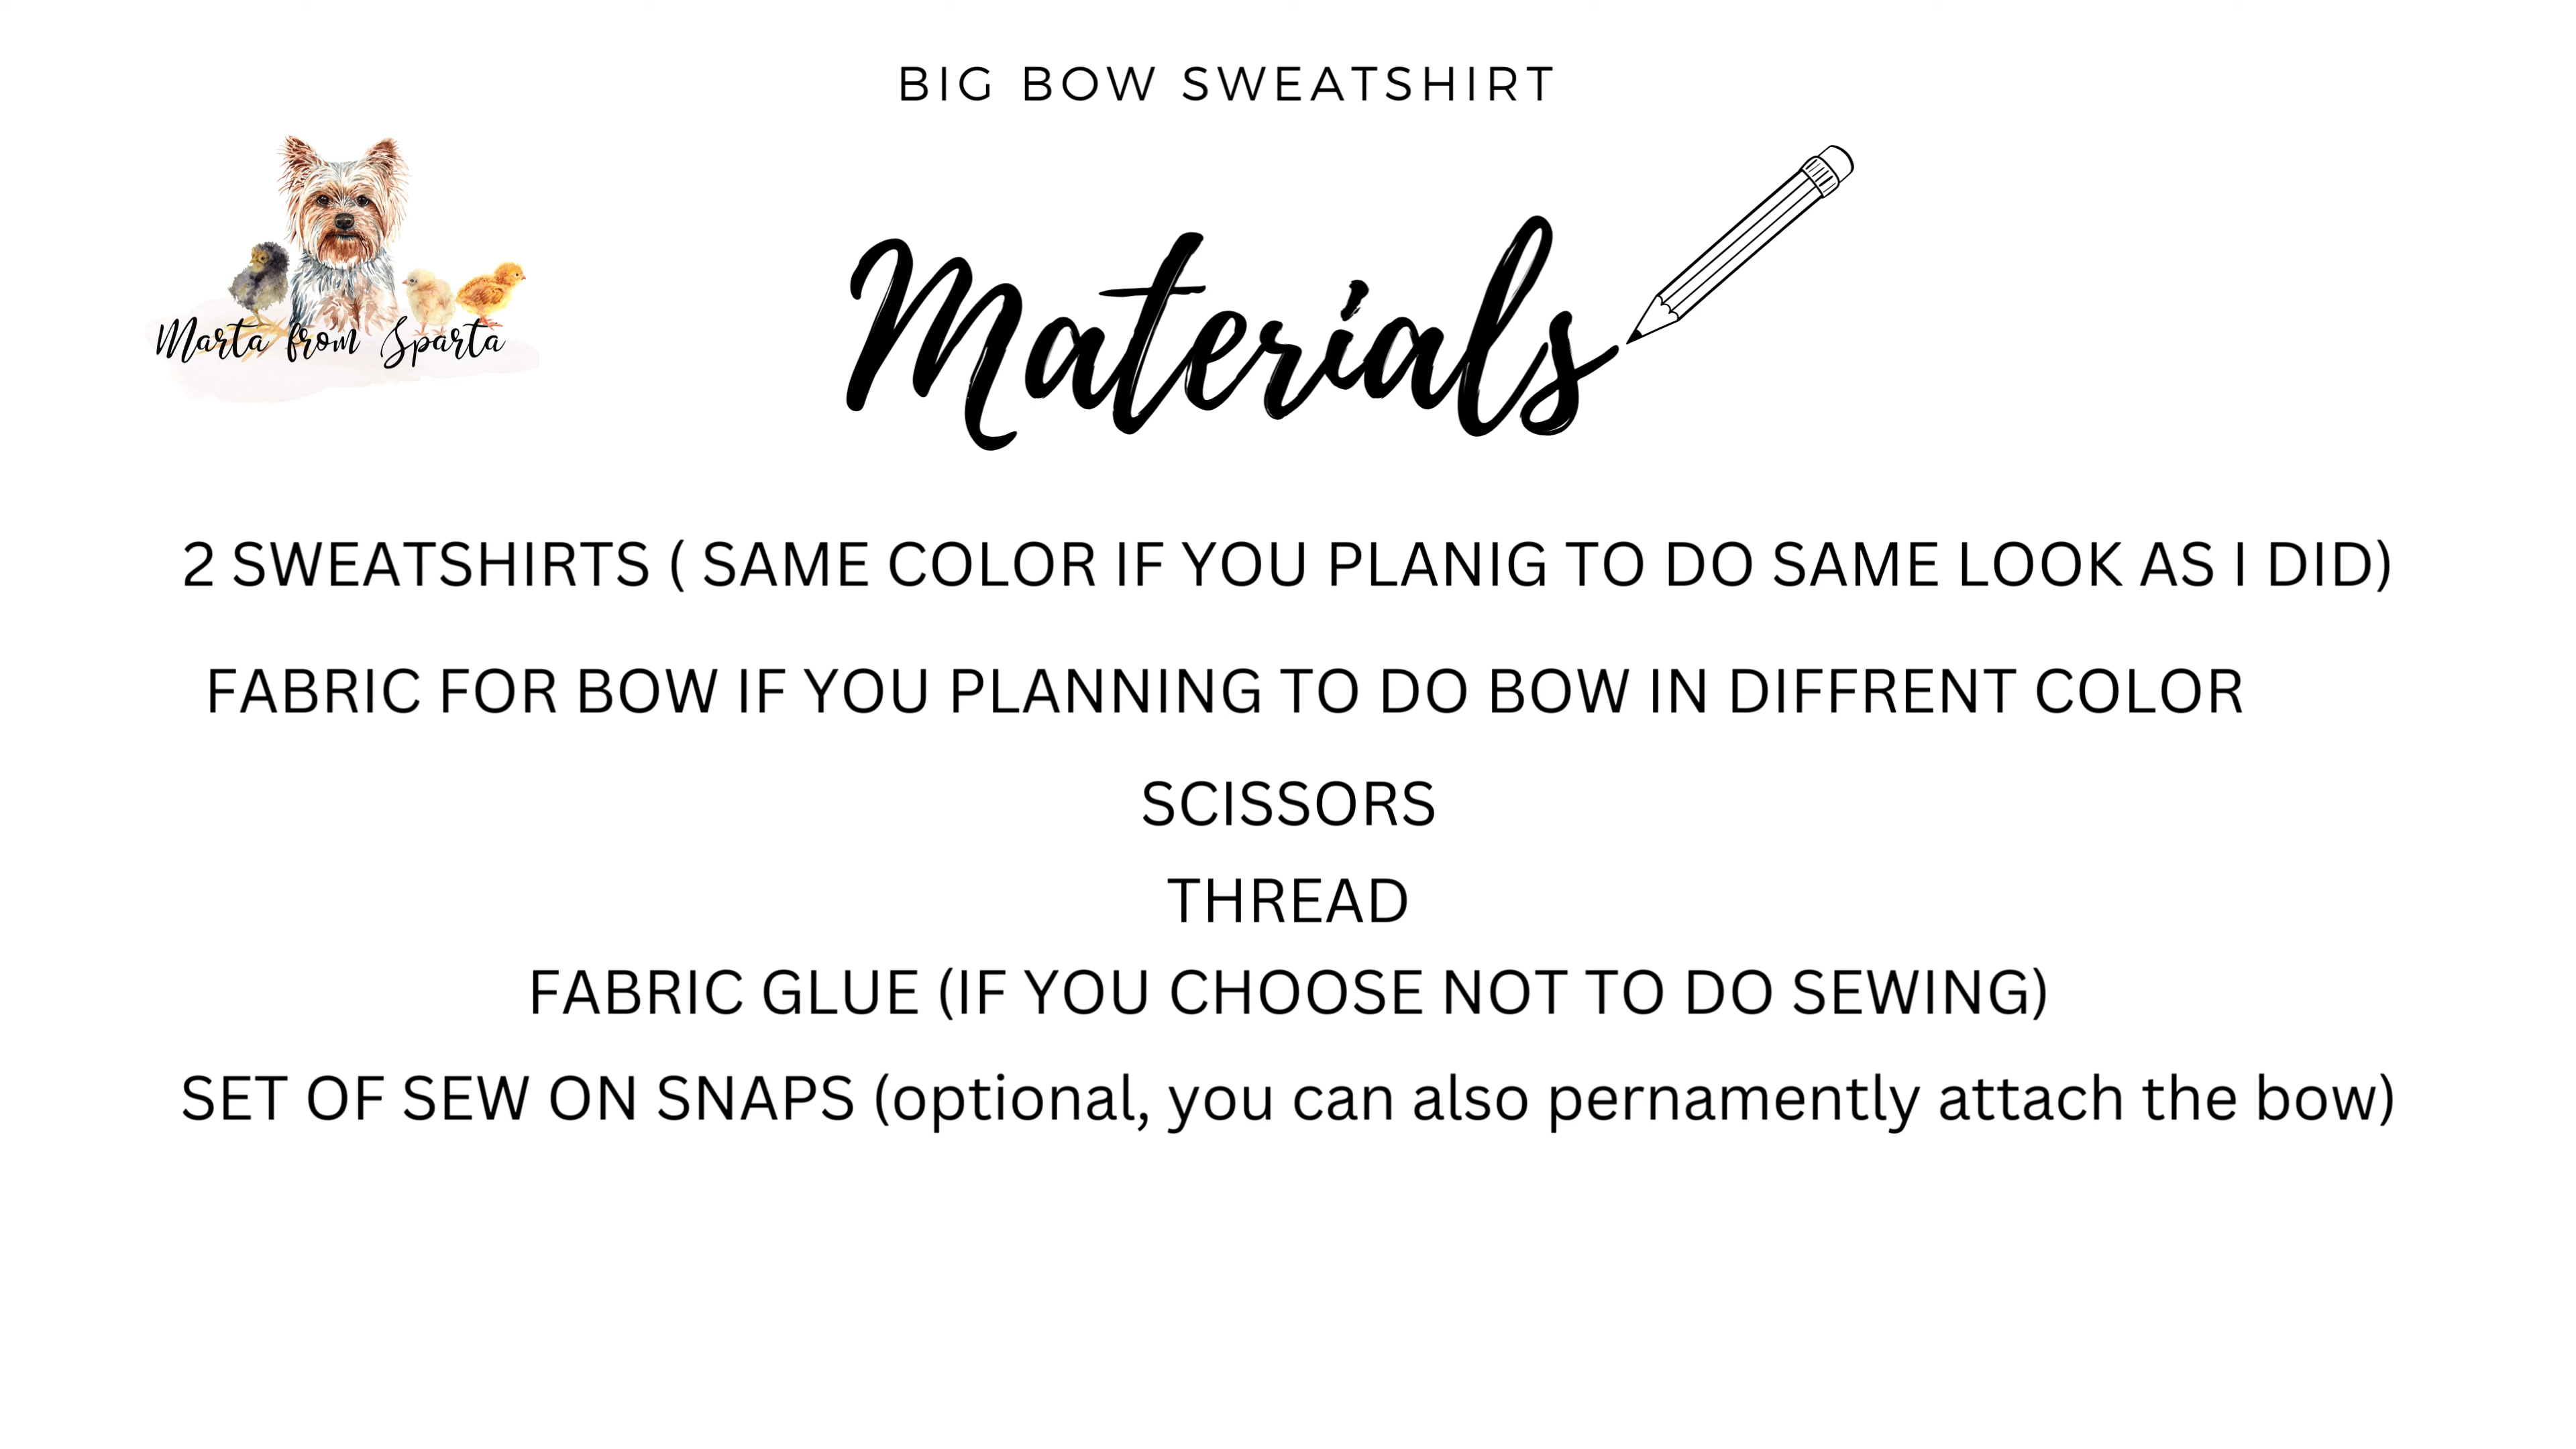 BIG BOW SWEATSHIRT
Marta from Sparta
Materials
2 SWEATSHIRTS ( SAME COLOR IF YOU PLANIG TO DO SAME LOOK AS I DID)
FABRIC FOR BOW IF YOU PLANNING TO DO BOW IN DIFFRENT COLOR
SCISSORS
THREAD
FABRIC GLUE (IF YOU CHOOSE NOT TO DO SEWING)
SET OF SEW ON SNAPS (optional, you can also pernamently attach the bow)